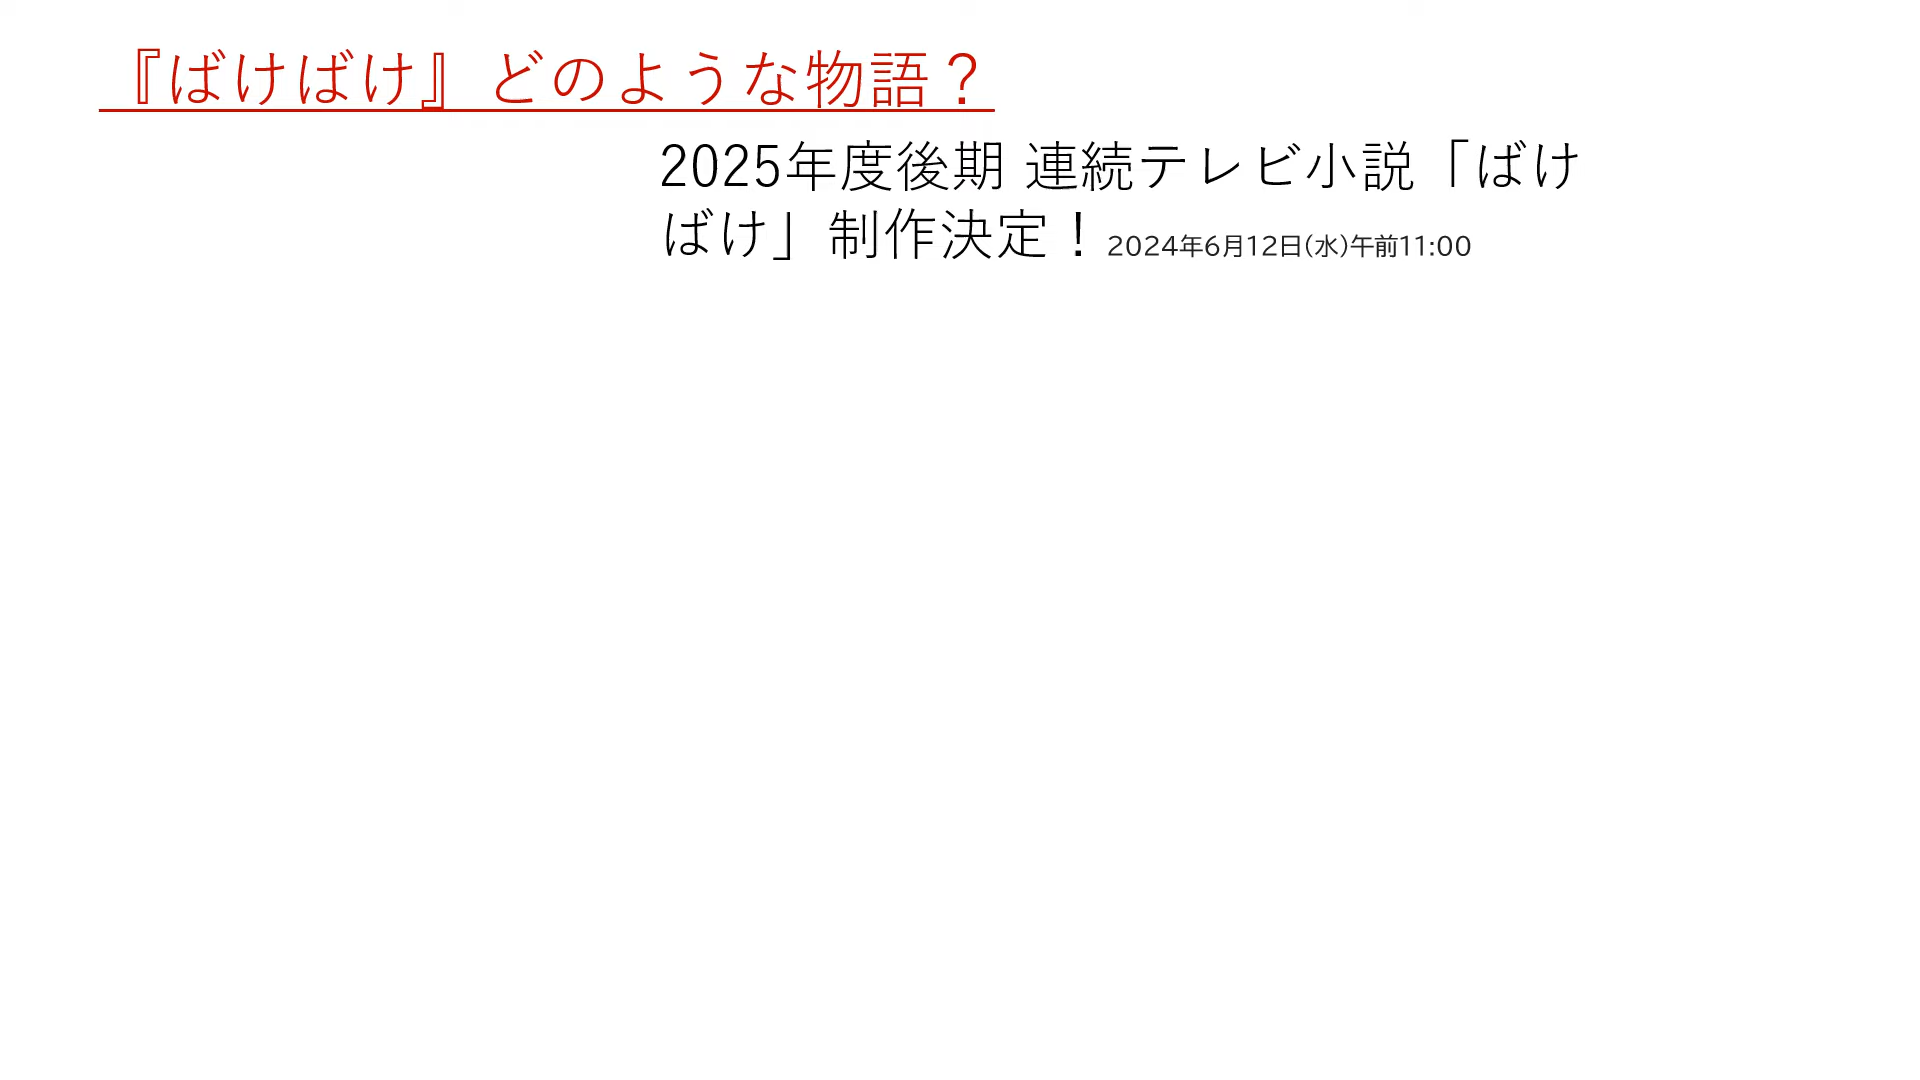 『ばけばけ』どのような物語？
2025年度後期 連続テレビ小説「ばけ
ばけ」制作決定！2024年6月12日(水)午前11:00